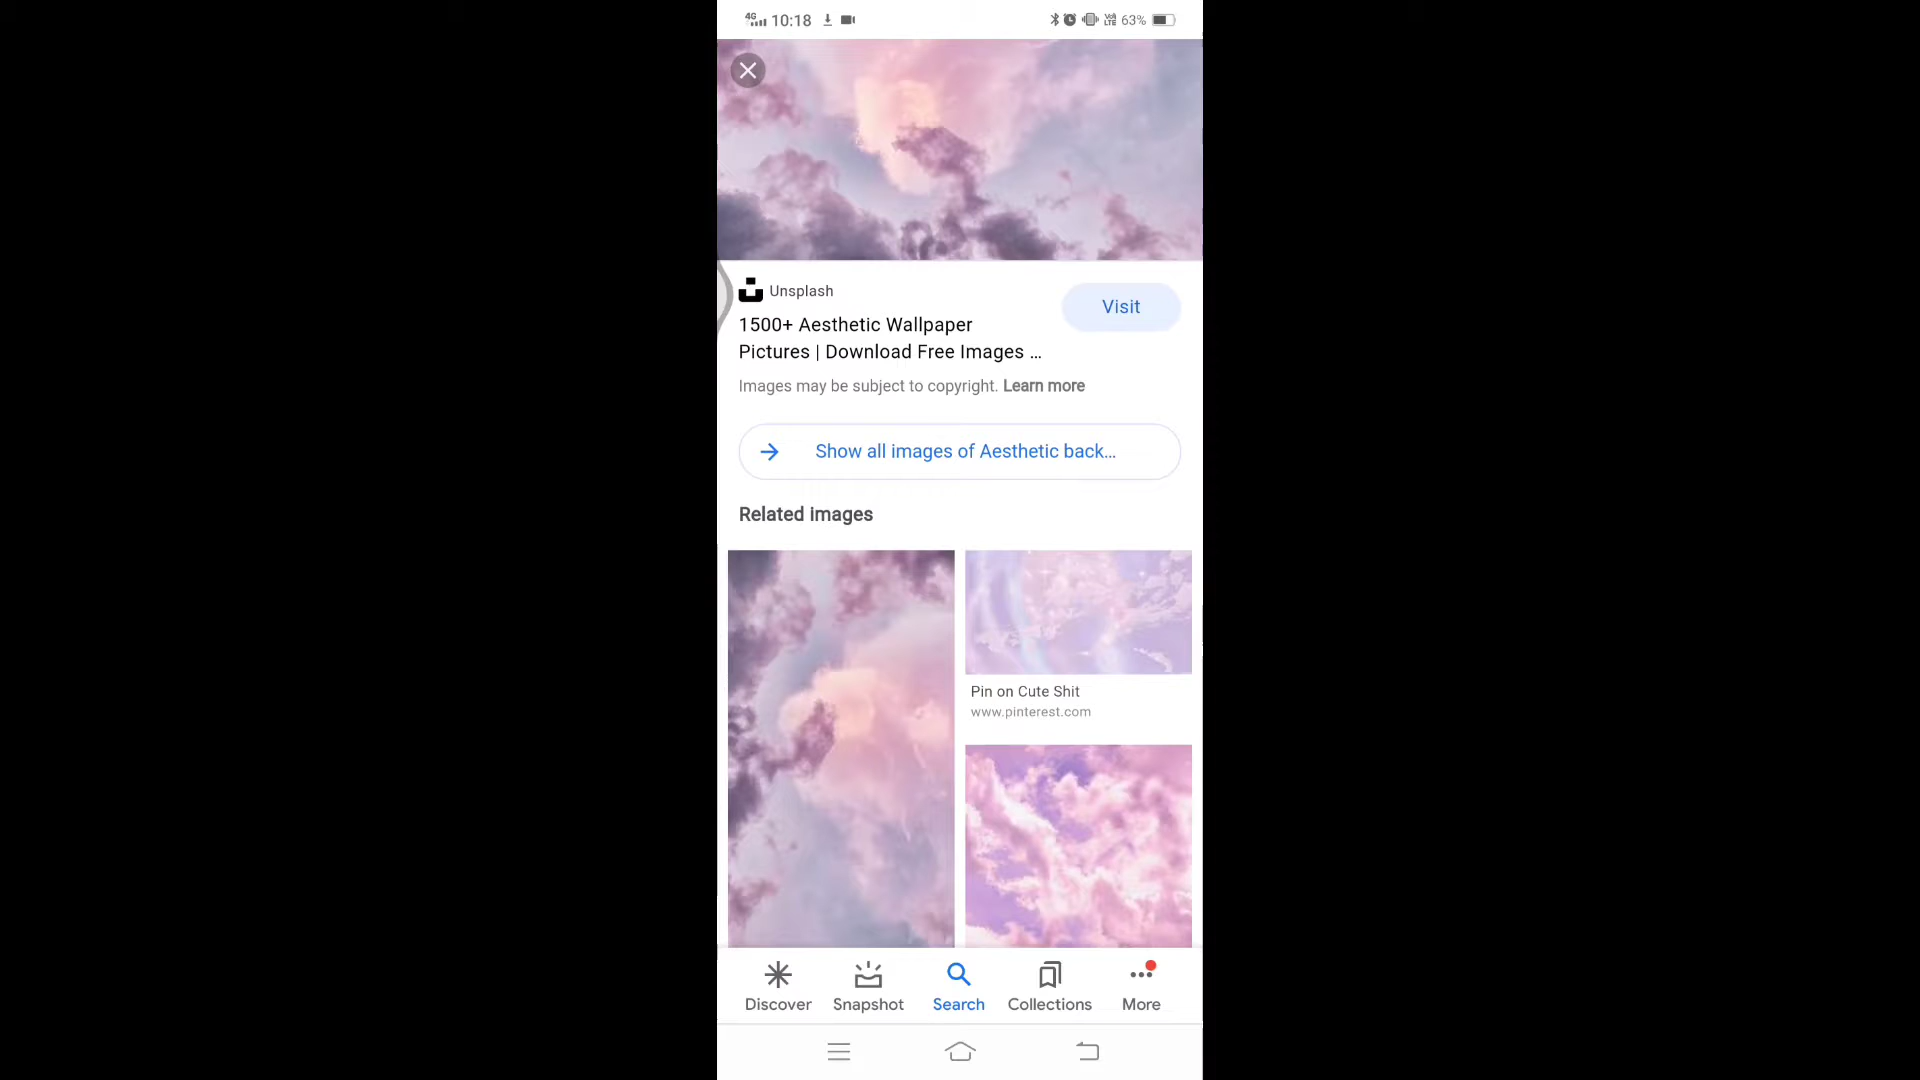 4G 10:18 63%
Unsplash
Visit
1500+ Aesthetic Wallpaper
Pictures | Download Free Images ...
Images may be subject to copyright. Learn more
Show all images of Aesthetic back...
Related images
Pin on Cute Shit
www.pinterest.com
Discover Snapshot Search Collections More